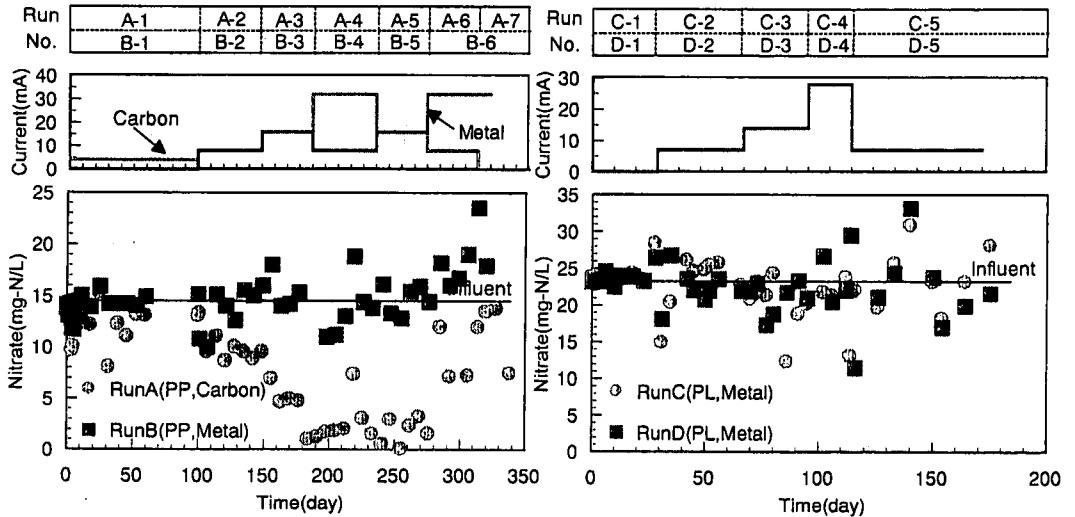 Run A-1 A-2 A-3 A-4 A-5 A-6 A-7
No. B-1 B-2 B-3 B-4 B-5 B-6
Run C-1 C-2 C-3 C-4 C-5
No. D-1 D-2 D-3 D-4 D-5
Current(mA)
40
30
20
10
0
Carbon
Metal
Current(mA)
30
20
10
0
Nitrate(mg-N/L)
25
20
15
10
5
0
Influent
RunA(PP,Carbon)
RunB(PP,Metal)
0 50 100 150 200 250 300 350
Time(day)
Nitrate(mg-N/L)
35
30
25
20
15
10
5
0
Influent
RunC(PL,Metal)
RunD(PL,Metal)
0 50 100 150 200
Time(day)